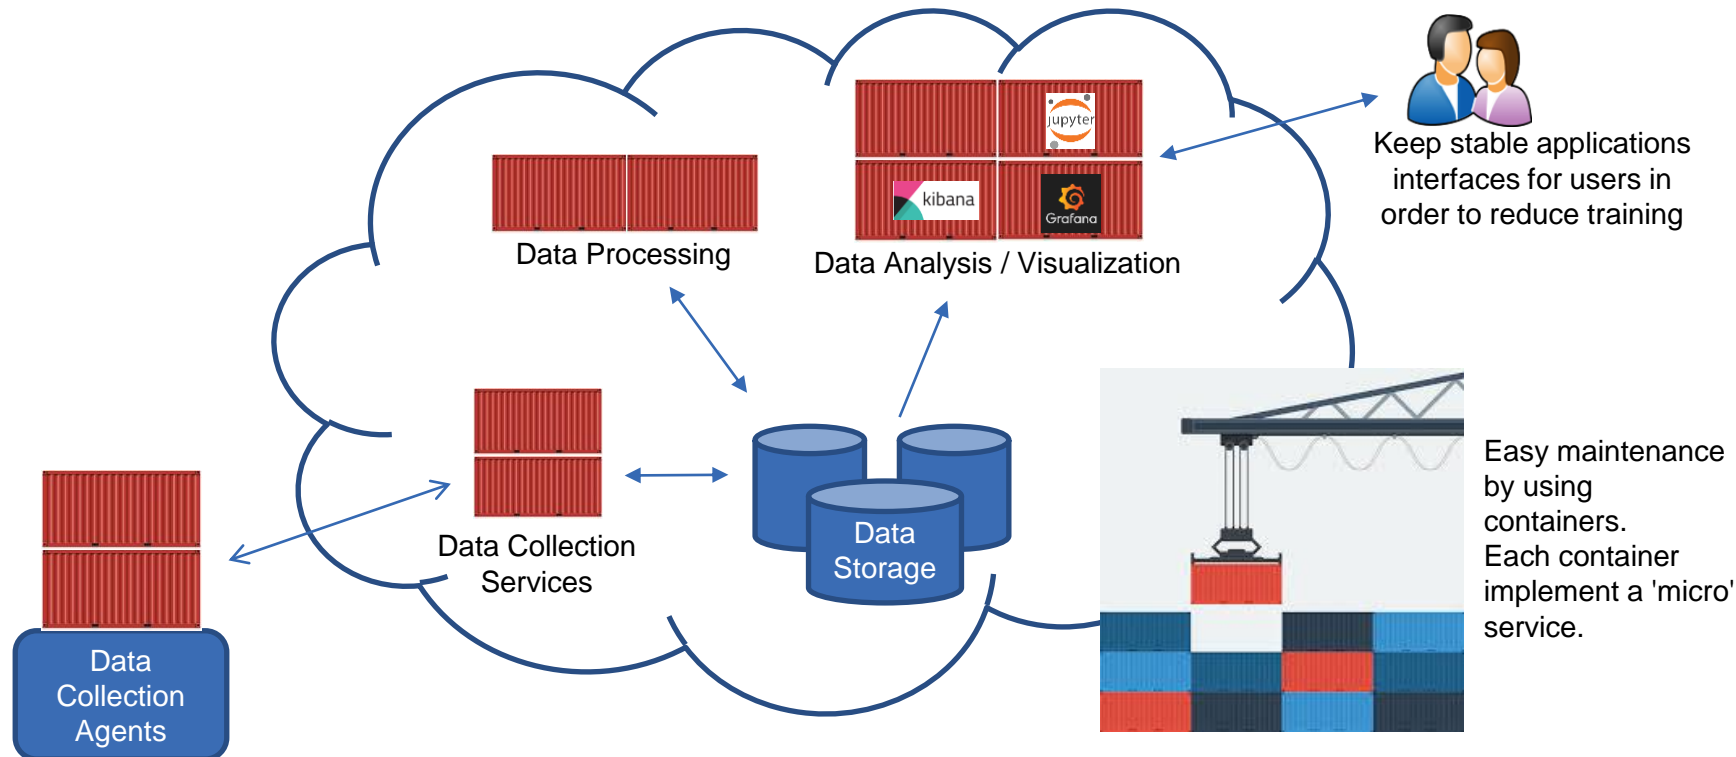 jupyter
kibana
Grafana
Keep stable applications
interfaces for users in
order to reduce training
Data Processing
Data Analysis / Visualization
Data Collection
Services
Data
Storage
Easy maintenance
by using
containers.
Each container
implement a 'micro'
service.
Data
Collection
Agents